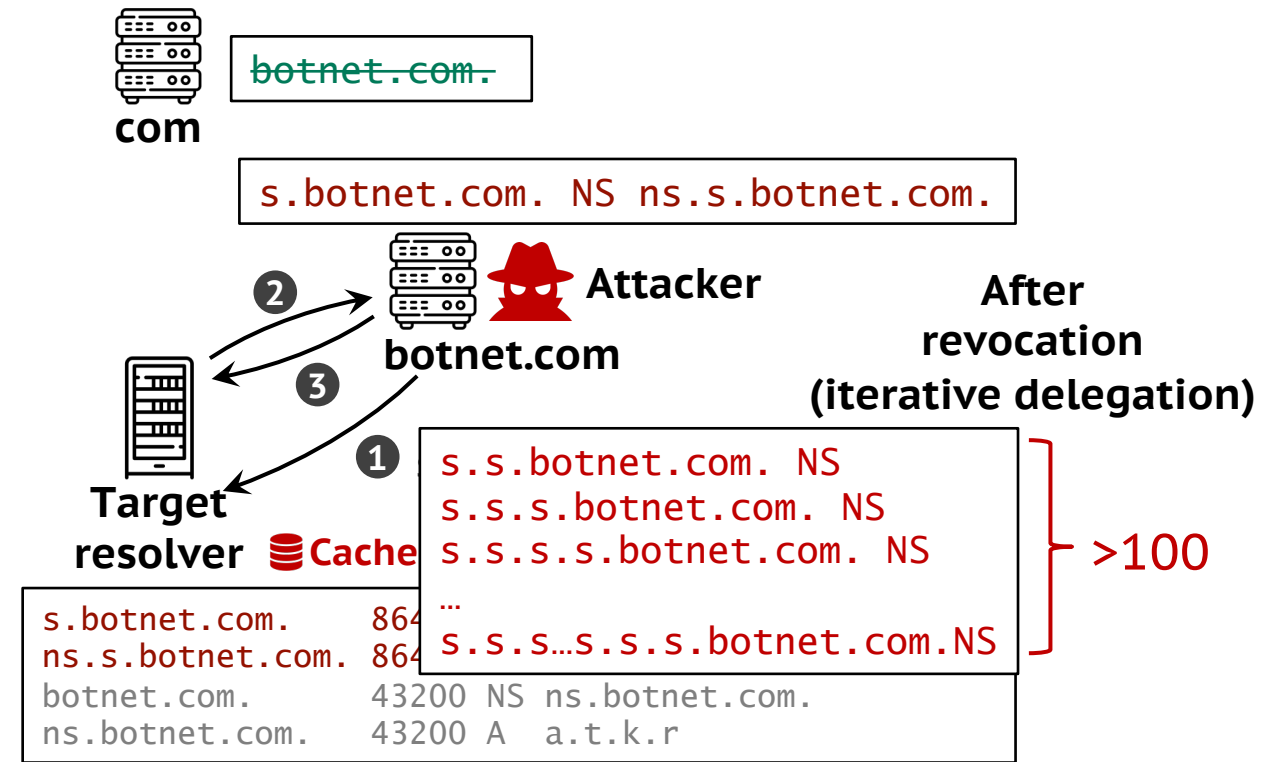 botnet.com.
com
s.botnet.com. NS ns.s.botnet.com.
2
Attacker
After
revocation
(iterative delegation)
botnet.com
3
1
Target
resolver
Cache
s.s.botnet.com. NS
s.s.s.botnet.com. NS
s.s.s.s.botnet.com. NS
…
s.s.s…s.s.s.botnet.com.NS
>100
s.botnet.com. 864
ns.s.botnet.com. 864
botnet.com. 43200 NS ns.botnet.com.
ns.botnet.com. 43200 A a.t.k.r